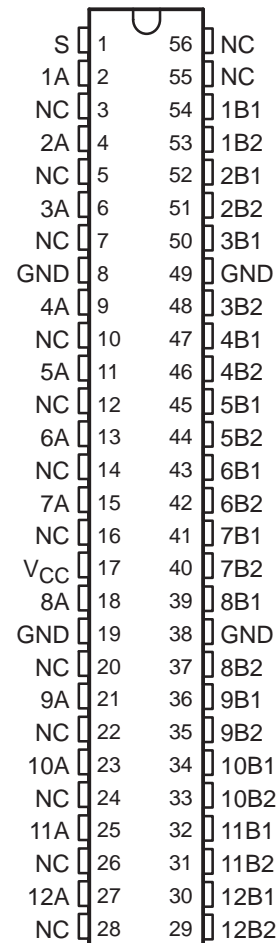 S 1 56 NC
1A 2 55 NC
NC 3 54 1B1
2A 4 53 1B2
NC 5 52 2B1
3A 6 51 2B2
NC 7 50 3B1
GND 8 49 GND
4A 9 48 3B2
NC 10 47 4B1
5A 11 46 4B2
NC 12 45 5B1
6A 13 44 5B2
NC 14 43 6B1
7A 15 42 6B2
NC 16 41 7B1
VCC 17 40 7B2
8A 18 39 8B1
GND 19 38 GND
NC 20 37 8B2
9A 21 36 9B1
NC 22 35 9B2
10A 23 34 10B1
NC 24 33 10B2
11A 25 32 11B1
NC 26 31 11B2
12A 27 30 12B1
NC 28 29 12B2